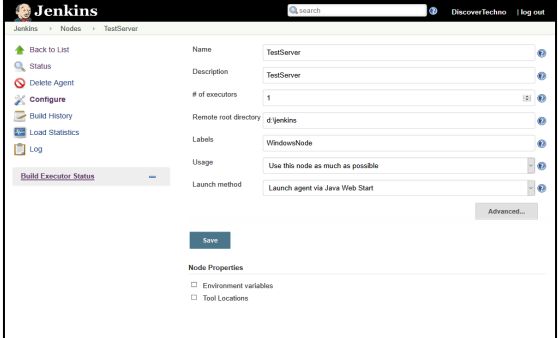 Jenkins
search
DiscoverTechno | log out
Jenkins Nodes TestServer
Back to List
Status
Delete Agent
Configure
Build History
Load Statistics
Log
Build Executor Status
Name TestServer
Description TestServer
# of executors 1
Remote root directory d:\jenkins
Labels WindowsNode
Usage Use this node as much as possible
Launch method Launch agent via Java Web Start
Advanced...
Save
Node Properties
Environment variables
Tool Locations